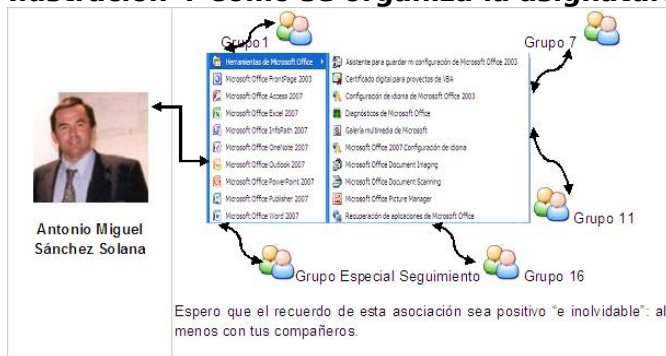 Ilustración 4 Cómo se organiza la asignatura
Grupo1
Grupo 7
Herramientas de Microsoft Office
Microsoft Office FrontPage 2003
Microsoft Office Access 2007
Microsoft Office Excel 2007
Microsoft Office InfoPath 2007
Microsoft Office OneNote 2007
Microsoft Office Outlook 2007
Microsoft Office PowerPoint 2007
Microsoft Office Publisher 2007
Microsoft Office Word 2007
Asistente para guardar mi configuración de Microsoft Office 2003
Certificado digital para proyectos de VBA
Configuración de idioma de Microsoft Office 2003
Diagnósticos de Microsoft Office
Galería multimedia de Microsoft
Microsoft Office 2007 Configuración de idioma
Microsoft Office Document Imaging
Microsoft Office Document Scanning
Microsoft Office Picture Manager
Recuperación de aplicaciones de Microsoft Office
Antonio Miguel
Sánchez Solana
Grupo 11
Grupo Especial Seguimiento
Grupo 16
Espero que el recuerdo de esta asociación sea positivo “e inolvidable”: al
menos con tus compañeros.